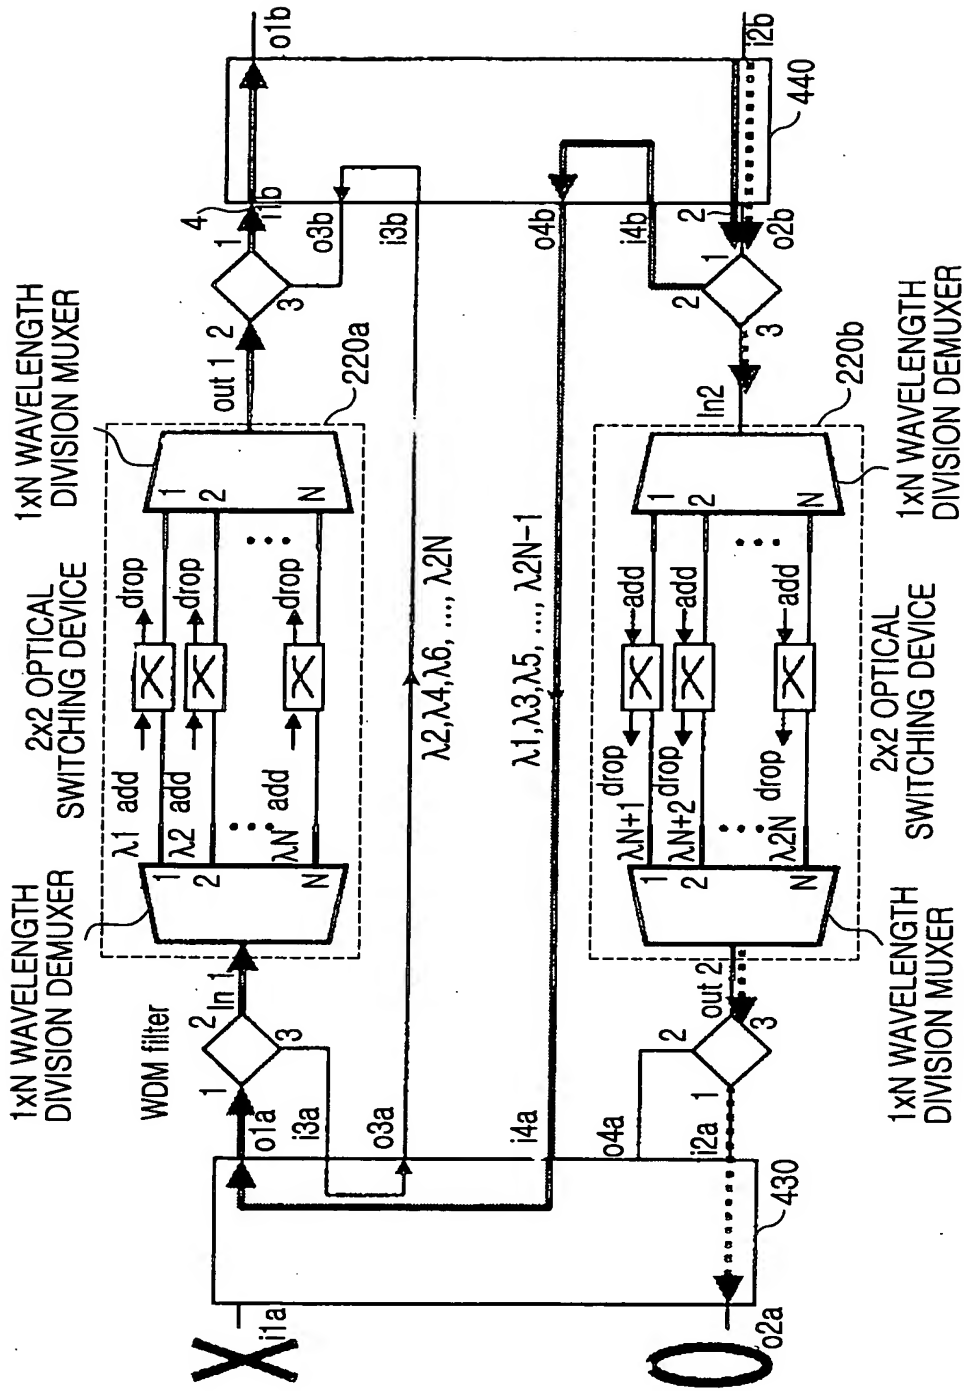 1xN WAVELENGTH
DIVISION DEMUXER
2x2 OPTICAL
SWITCHING DEVICE
1xN WAVELENGTH
DIVISION MUXER
WDM filter
i1a
o1a
1
2
3
In 1
i3a
o3a
λ1
λ2
λN
1
2
N
add
add
add
drop
drop
drop
1
2
N
220a
out 1
2
1
3
4
i1b
o1b
o3b
i3b
λ2,λ4,λ6, ..., λ2N
λ1,λ3,λ5, ..., λ2N-1
i4a
o4b
i4b
o4a
o2a
i2a
430
1
2
3
out 2
1
2
N
λN+1
λN+2
λ2N
drop
drop
drop
add
add
add
1
2
N
220b
In2
3
2
1
2
o2b
i2b
440
1xN WAVELENGTH
DIVISION MUXER
2x2 OPTICAL
SWITCHING DEVICE
1xN WAVELENGTH
DIVISION DEMUXER